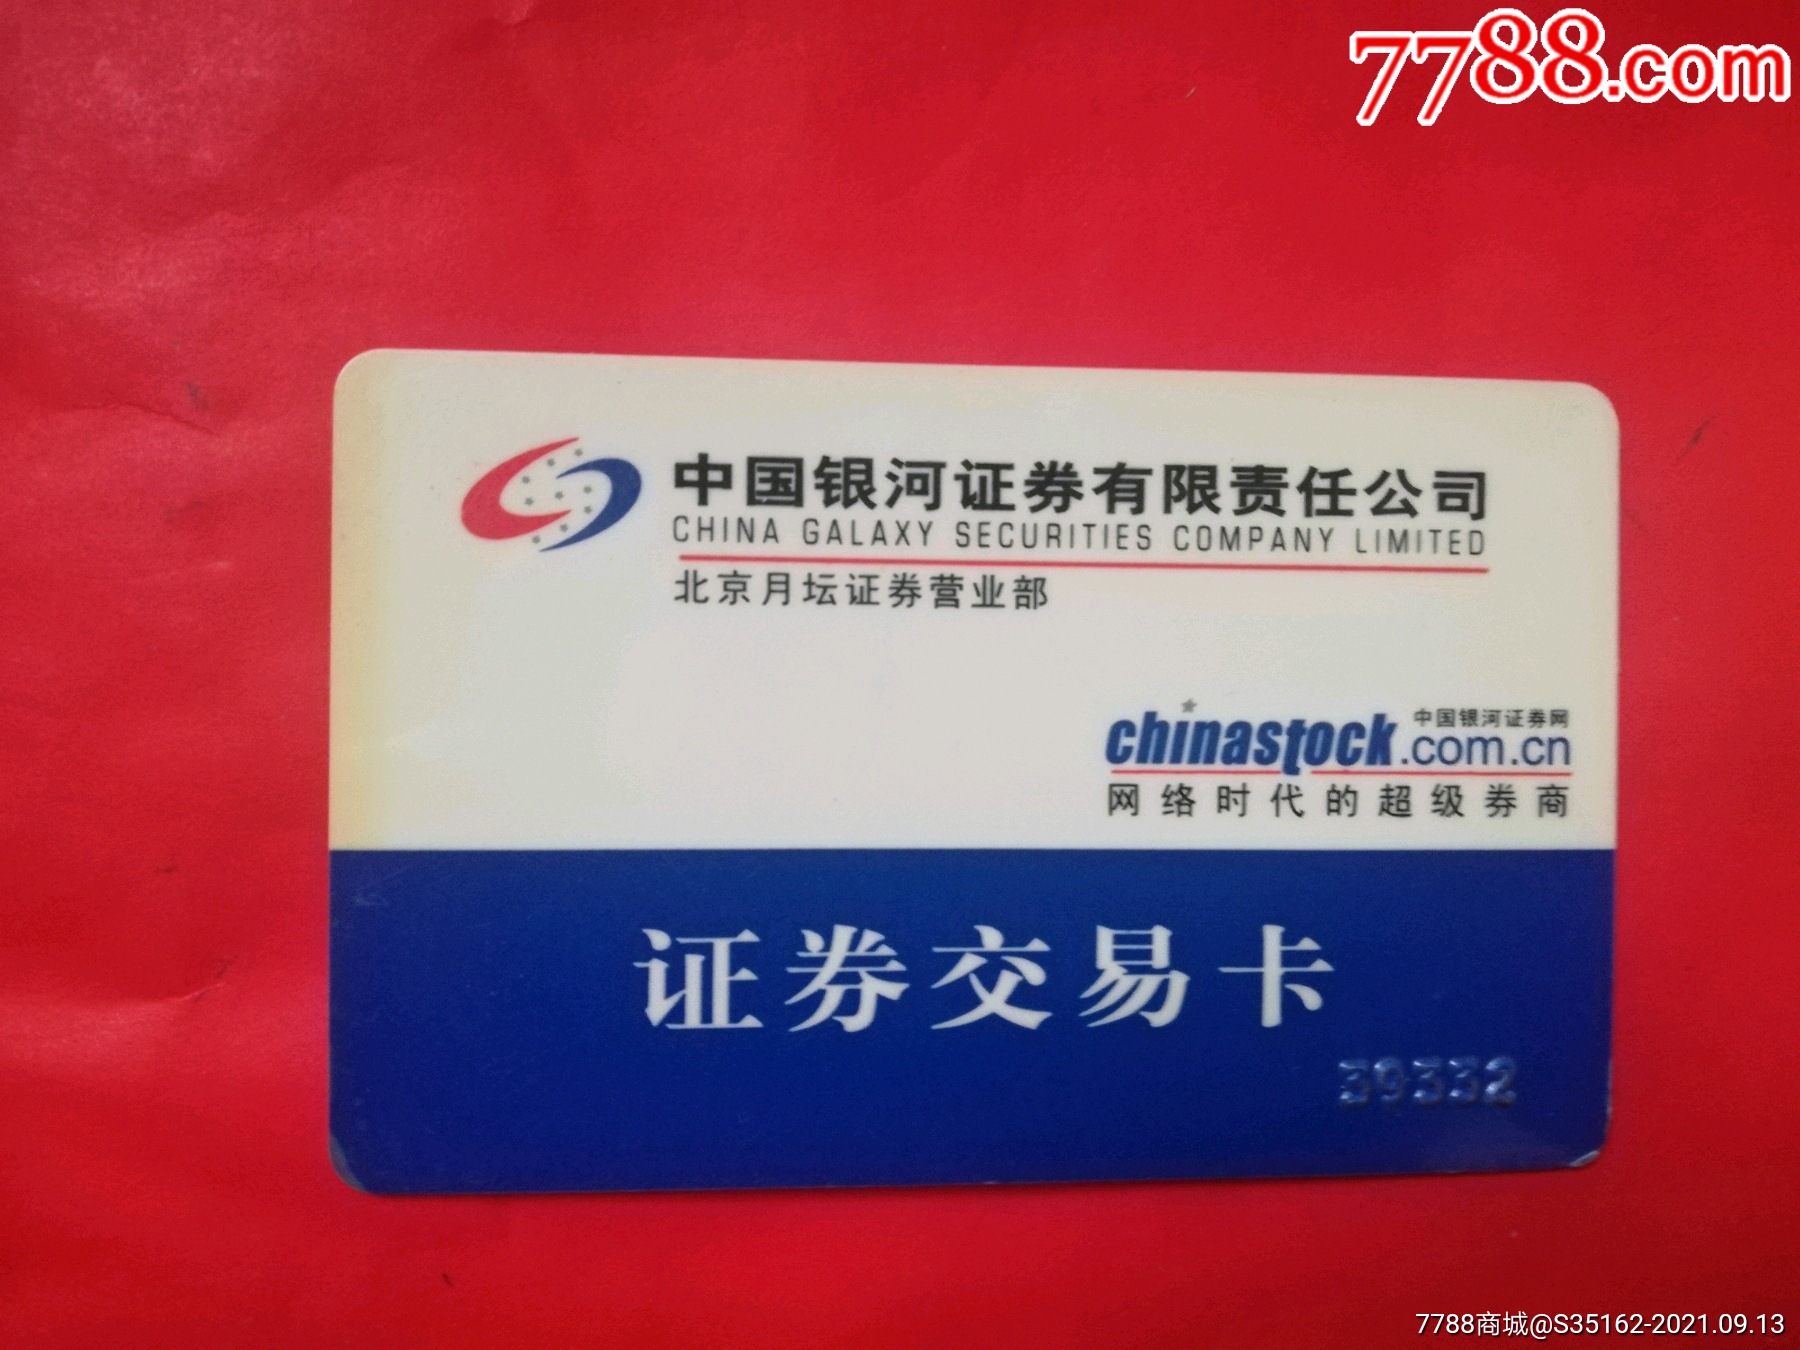 7788.com
中国银河证券有限责任公司
CHINA GALAXY SECURITIES COMPANY LIMITED
北京月坛证券营业部
中国银河证券网
chinastock.com.cn
网络时代的超级券商
证券交易卡
39332
7788商城@S35162-2021.09.13